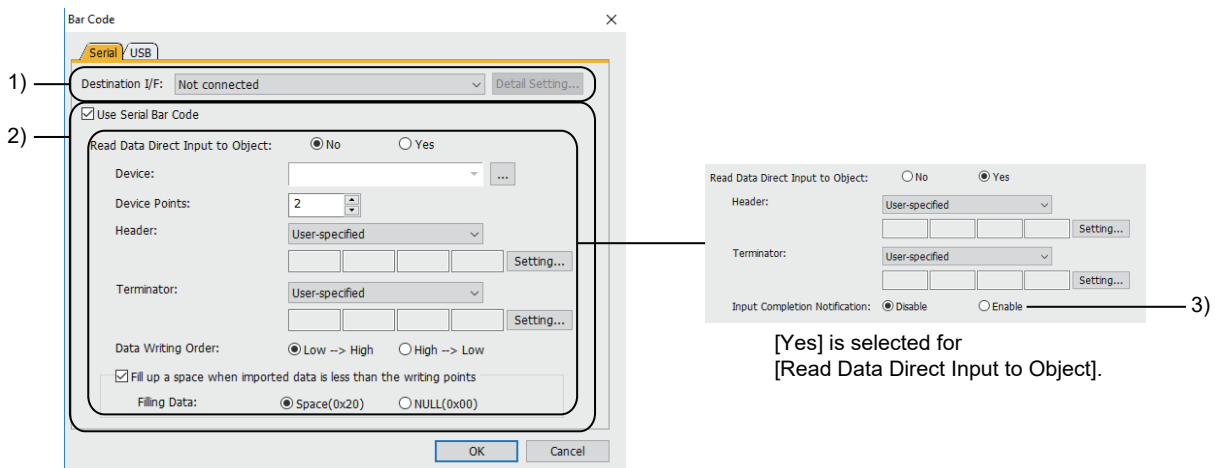 Bar Code
Serial USB
1)
Destination I/F: Not connected Detail Setting...
Use Serial Bar Code
2)
Read Data Direct Input to Object: No Yes
Device: ...
Device Points: 2
Header: User-specified
Setting...
Terminator: User-specified
Setting...
Data Writing Order: Low --> High High --> Low
Fill up a space when imported data is less than the writing points
Filling Data: Space(0x20) NULL(0x00)
OK Cancel
Read Data Direct Input to Object: No Yes
Header: User-specified
Setting...
Terminator: User-specified
Setting...
Input Completion Notification: Disable Enable
3)
[Yes] is selected for
[Read Data Direct Input to Object].